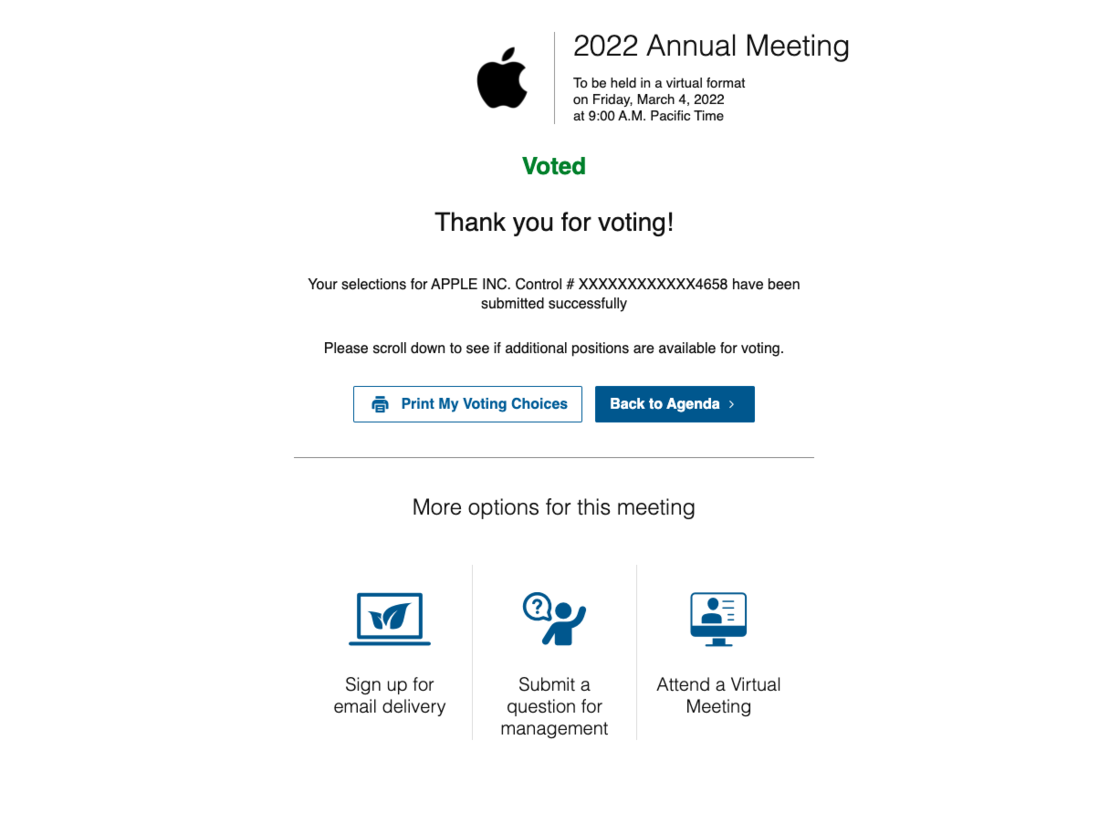 2022 Annual Meeting
To be held in a virtual format
on Friday, March 4, 2022
at 9:00 A.M. Pacific Time
Voted
Thank you for voting!
Your selections for APPLE INC. Control # XXXXXXXXXXXX4658 have been
submitted successfully
Please scroll down to see if additional positions are available for voting.
Print My Voting Choices
Back to Agenda >
More options for this meeting
?
Sign up for
email delivery
Submit a
question for
management
Attend a Virtual
Meeting